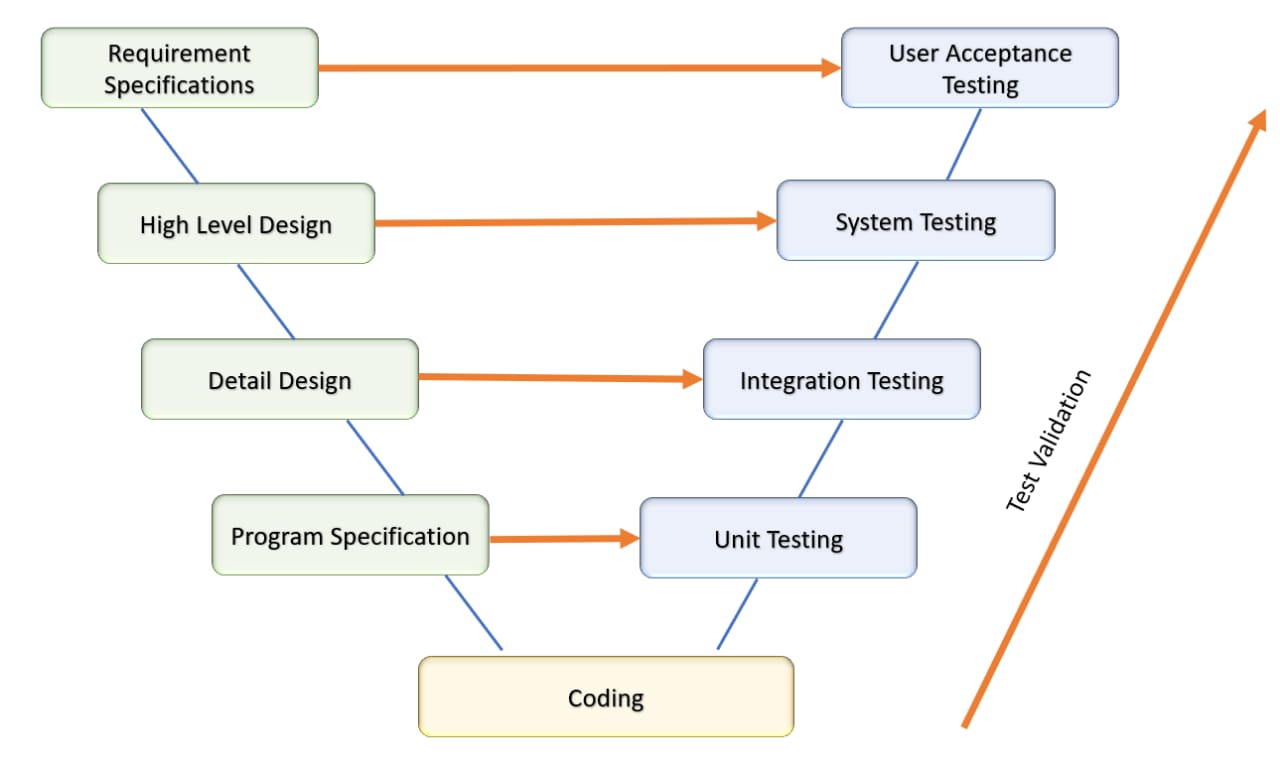 Requirement
Specifications
User Acceptance
Testing
High Level Design
System Testing
Detail Design
Integration Testing
Test Validation
Program Specification
Unit Testing
Coding